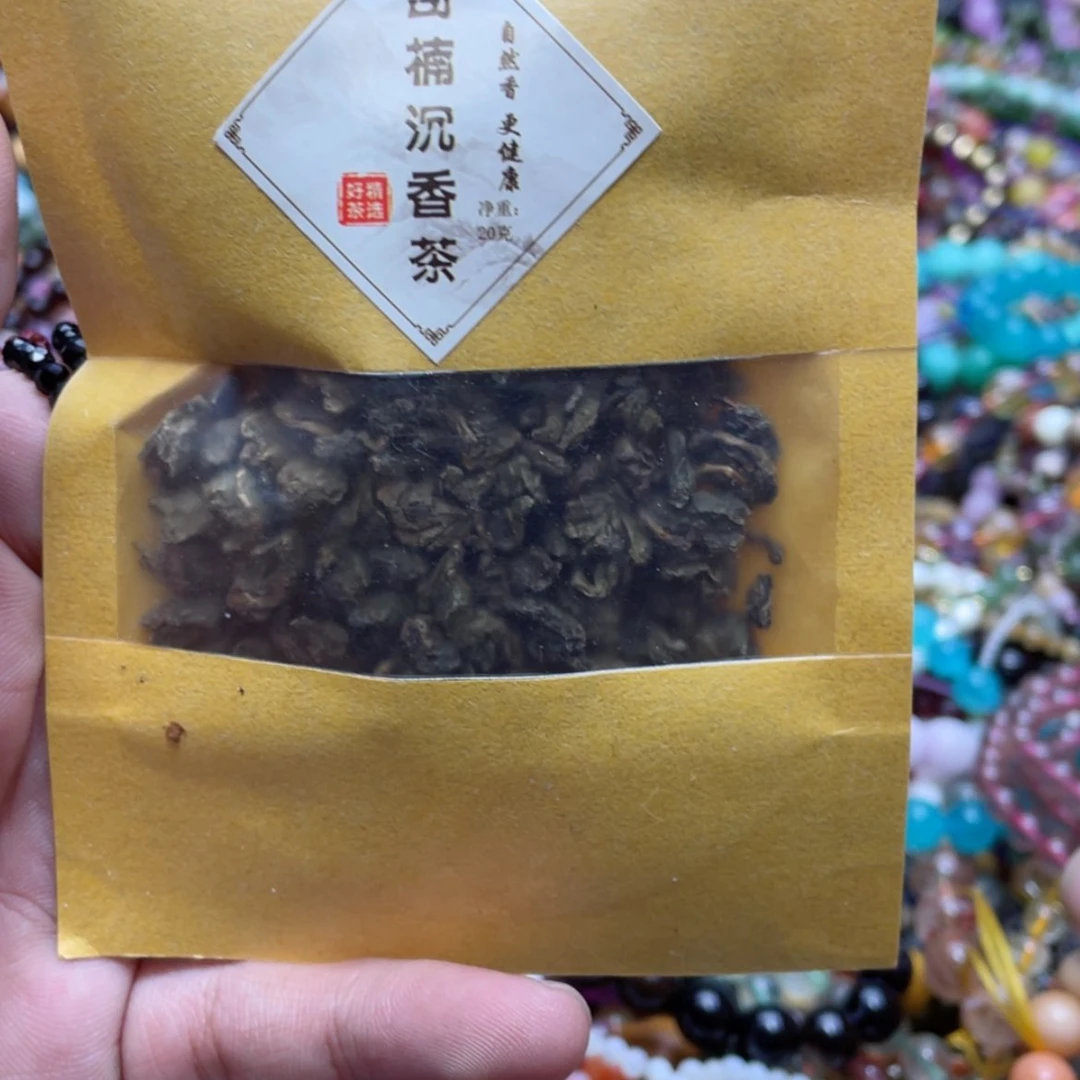 自然香 更健康
净重:
20克
楠沉香茶
精选
好茶